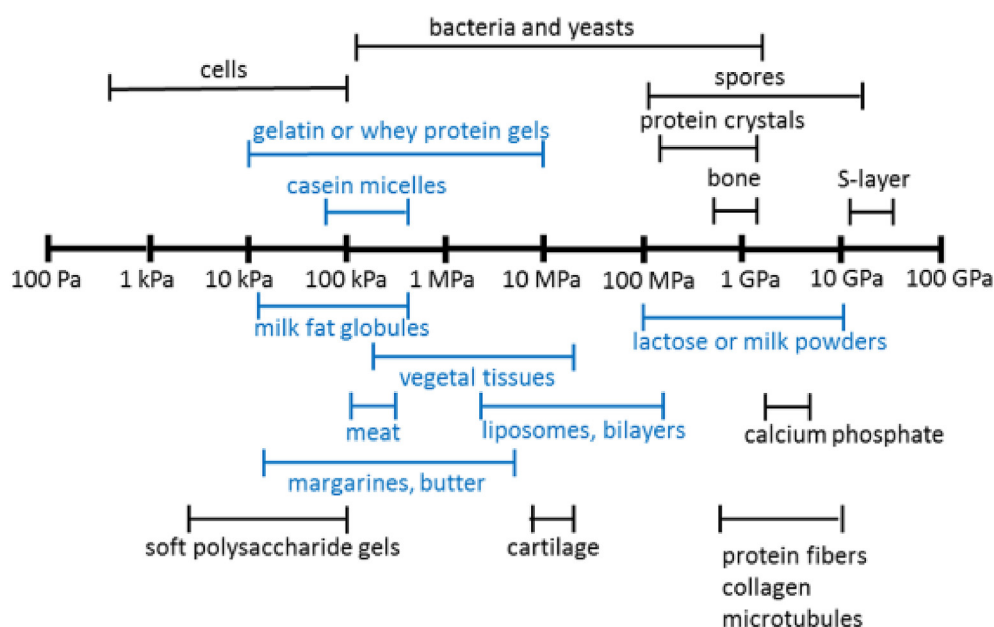 bacteria and yeasts
cells
spores
protein crystals
gelatin or whey protein gels
casein micelles
bone
S-layer
100 Pa
1 kPa
10 kPa
100 kPa
1 MPa
10 MPa
100 MPa
1 GPa
10 GPa
100 GPa
milk fat globules
lactose or milk powders
vegetal tissues
meat
liposomes, bilayers
calcium phosphate
margarines, butter
soft polysaccharide gels
cartilage
protein fibers
collagen
microtubules